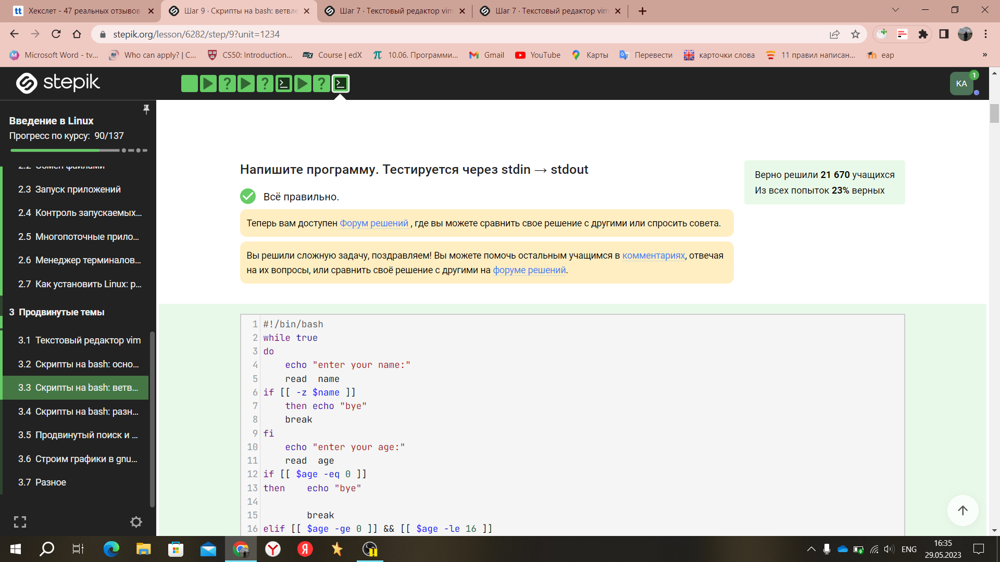 Хекслет - 47 реальных отзывов
Шаг 9 · Скрипты на bash: ветвле
Шаг 7 · Текстовый редактор vim
Шаг 7 · Текстовый редактор vim
stepik.org/lesson/6282/step/9?unit=1234
Microsoft Word - tv...
Who can apply? | C...
CS50: Introduction...
Course | edX
10.06. Программи...
Gmail
YouTube
Карты
Перевести
карточки слова
11 правил написан...
eap
»
stepik
KA
1
Введение в Linux
Прогресс по курсу: 90/137
2.2 Обмен файлами
2.3 Запуск приложений
2.4 Контроль запускаемых...
2.5 Многопоточные прило...
2.6 Менеджер терминалов...
2.7 Как установить Linux: р...
3 Продвинутые темы
3.1 Текстовый редактор vim
3.2 Скрипты на bash: осно...
3.3 Скрипты на bash: ветв...
3.4 Скрипты на bash: разн...
3.5 Продвинутый поиск и ...
3.6 Строим графики в gnu...
3.7 Разное
Напишите программу. Тестируется через stdin → stdout
Верно решили 21 670 учащихся
Из всех попыток 23% верных
Всё правильно.
Теперь вам доступен Форум решений , где вы можете сравнить свое решение с другими или спросить совета.
Вы решили сложную задачу, поздравляем! Вы можете помочь остальным учащимся в комментариях, отвечая
на их вопросы, или сравнить своё решение с другими на форуме решений.
1 #!/bin/bash
2 while true
3 do
4     echo "enter your name:"
5     read  name
6 if [[ -z $name ]]
7     then echo "bye"
8     break
9 fi
10     echo "enter your age:"
11     read  age
12 if [[ $age -eq 0 ]]
13 then    echo "bye"
14
15         break
16 elif [[ $age -ge 0 ]] && [[ $age -le 16 ]]
ENG
16:35
29.05.2023